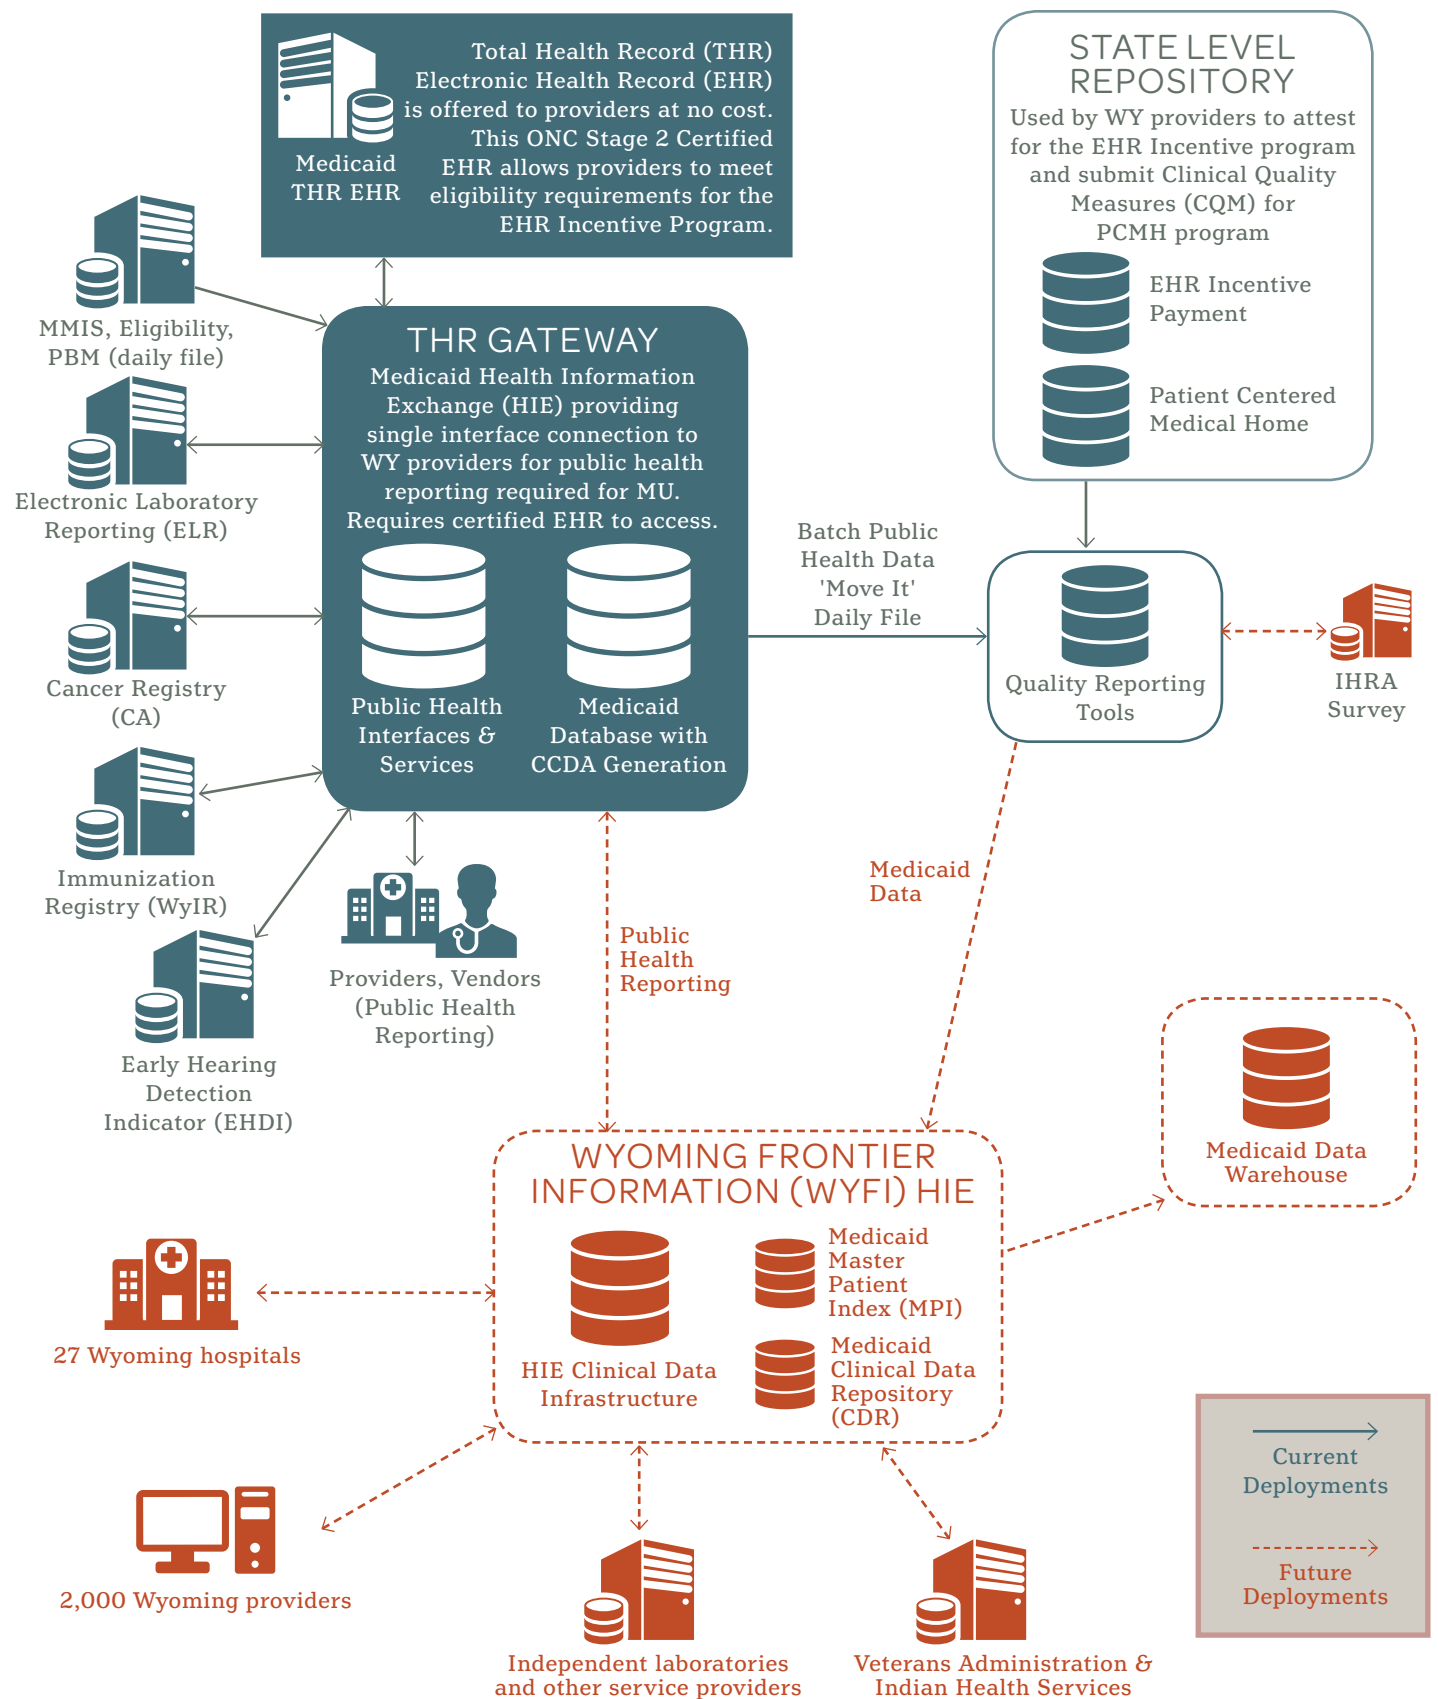 Total Health Record (THR)
Electronic Health Record (EHR)
is offered to providers at no cost.
This ONC Stage 2 Certified
EHR allows providers to meet
eligibility requirements for the
EHR Incentive Program.
Medicaid
THR EHR
STATE LEVEL
REPOSITORY
Used by WY providers to attest
for the EHR Incentive program
and submit Clinical Quality
Measures (CQM) for
PCMH program
EHR Incentive
Payment
Patient Centered
Medical Home
MMIS, Eligibility,
PBM (daily file)
Electronic Laboratory
Reporting (ELR)
Cancer Registry
(CA)
Immunization
Registry (WyIR)
Early Hearing
Detection
Indicator (EHDI)
THR GATEWAY
Medicaid Health Information
Exchange (HIE) providing
single interface connection to
WY providers for public health
reporting required for MU.
Requires certified EHR to access.
Public Health
Interfaces &
Services
Medicaid
Database with
CCDA Generation
Batch Public
Health Data
'Move It'
Daily File
Quality Reporting
Tools
IHRA
Survey
Providers, Vendors
(Public Health
Reporting)
Public
Health
Reporting
Medicaid
Data
Medicaid Data
Warehouse
WYOMING FRONTIER
INFORMATION (WYFI) HIE
HIE Clinical Data
Infrastructure
Medicaid
Master
Patient
Index (MPI)
Medicaid
Clinical Data
Repository
(CDR)
27 Wyoming hospitals
2,000 Wyoming providers
Independent laboratories
and other service providers
Veterans Administration &
Indian Health Services
Current
Deployments
Future
Deployments